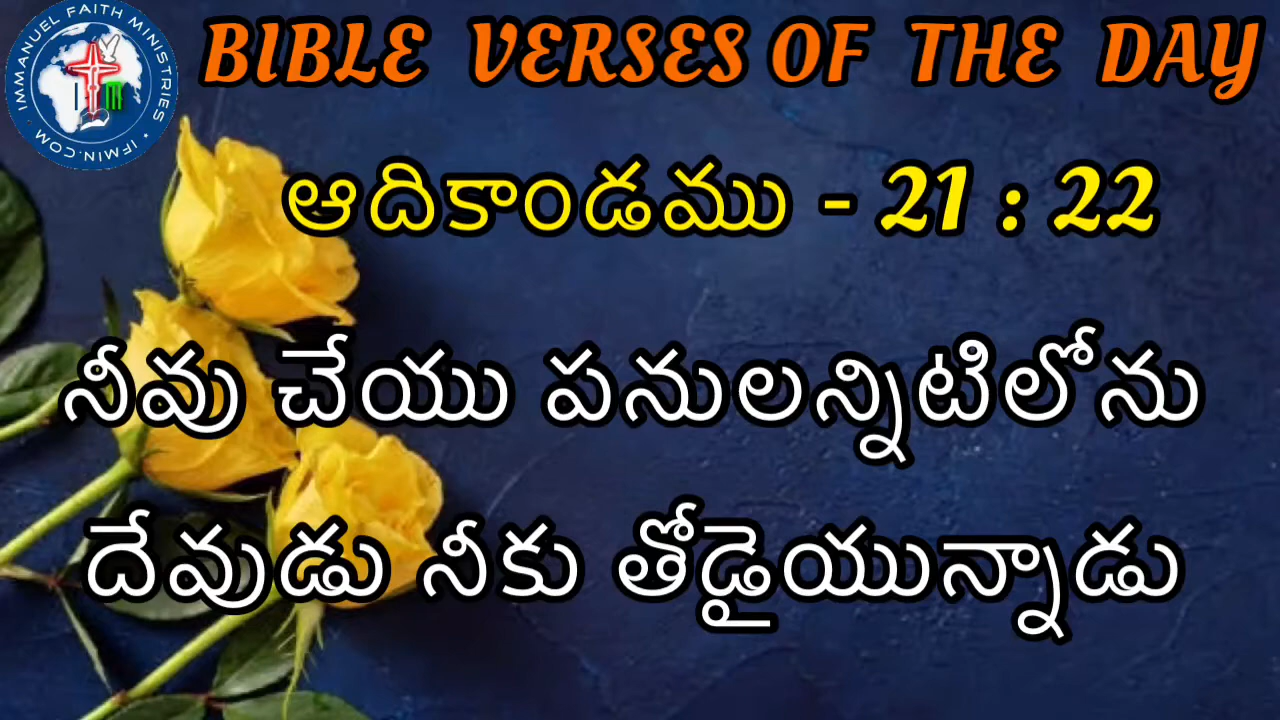 IMMANUEL FAITH MINISTRIES • IFMIN.COM •
BIBLE VERSES OF THE DAY
ఆదికాండము - 21 : 22
నీవు చేయు పనులన్నిటిలోను
దేవుడు నీకు తోడైయున్నాడు